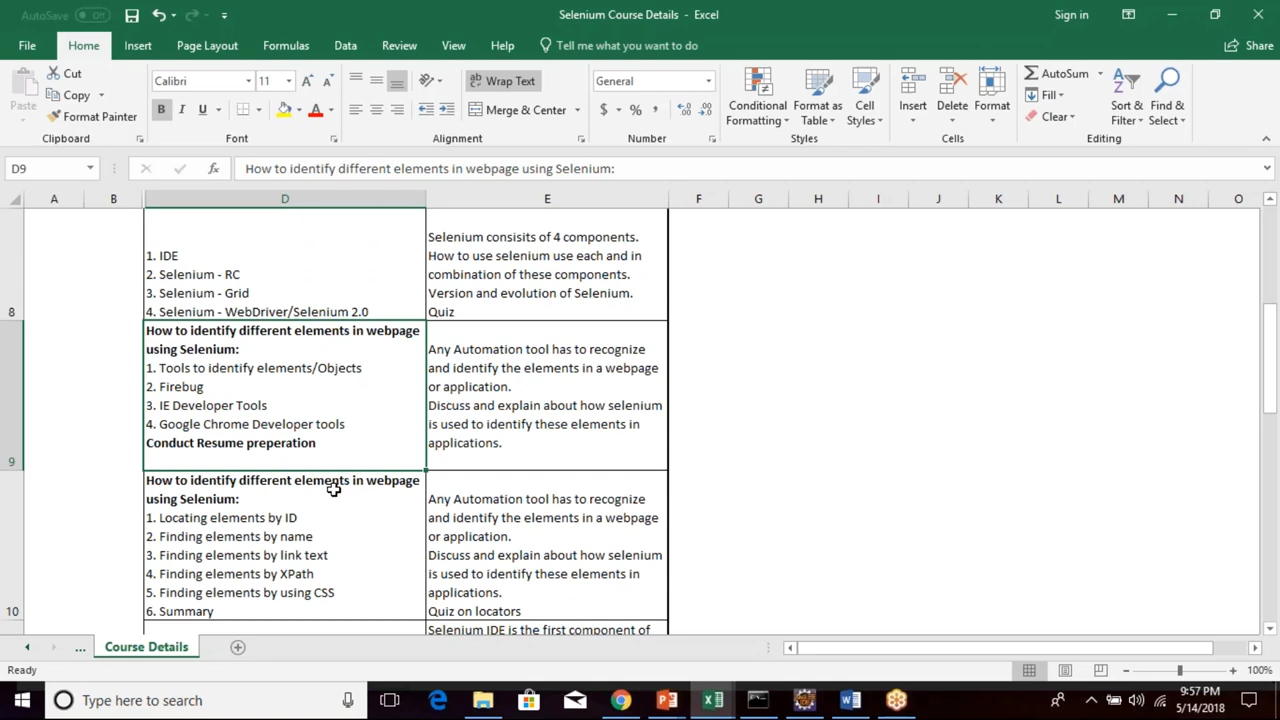 AutoSave Off
Selenium Course Details - Excel
Sign in
File Home Insert Page Layout Formulas Data Review View Help Tell me what you want to do Share
Paste
Cut
Copy
Format Painter
Calibri 11
B I U
A A
A
Wrap Text
Merge & Center
General
$ % ,
Conditional Formatting
Format as Table
Cell Styles
Insert
Delete
Format
AutoSum
Fill
Clear
Sort & Filter
Find & Select
Clipboard Font Alignment Number Styles Cells Editing
D9 fx How to identify different elements in webpage using Selenium:
A B D E F G H I J K L M N O
8
1. IDE
2. Selenium - RC
3. Selenium - Grid
4. Selenium - WebDriver/Selenium 2.0
Selenium consisits of 4 components.
How to use selenium use each and in
combination of these components.
Version and evolution of Selenium.
Quiz
9
How to identify different elements in webpage
using Selenium:
1. Tools to identify elements/Objects
2. Firebug
3. IE Developer Tools
4. Google Chrome Developer tools
Conduct Resume preperation
Any Automation tool has to recognize
and identify the elements in a webpage
or application.
Discuss and explain about how selenium
is used to identify these elements in
applications.
10
How to identify different elements in webpage
using Selenium:
1. Locating elements by ID
2. Finding elements by name
3. Finding elements by link text
4. Finding elements by XPath
5. Finding elements by using CSS
6. Summary
Any Automation tool has to recognize
and identify the elements in a webpage
or application.
Discuss and explain about how selenium
is used to identify these elements in
applications.
Quiz on locators
Selenium IDE is the first component of
... Course Details
Ready
100%
Type here to search
9:57 PM
5/14/2018